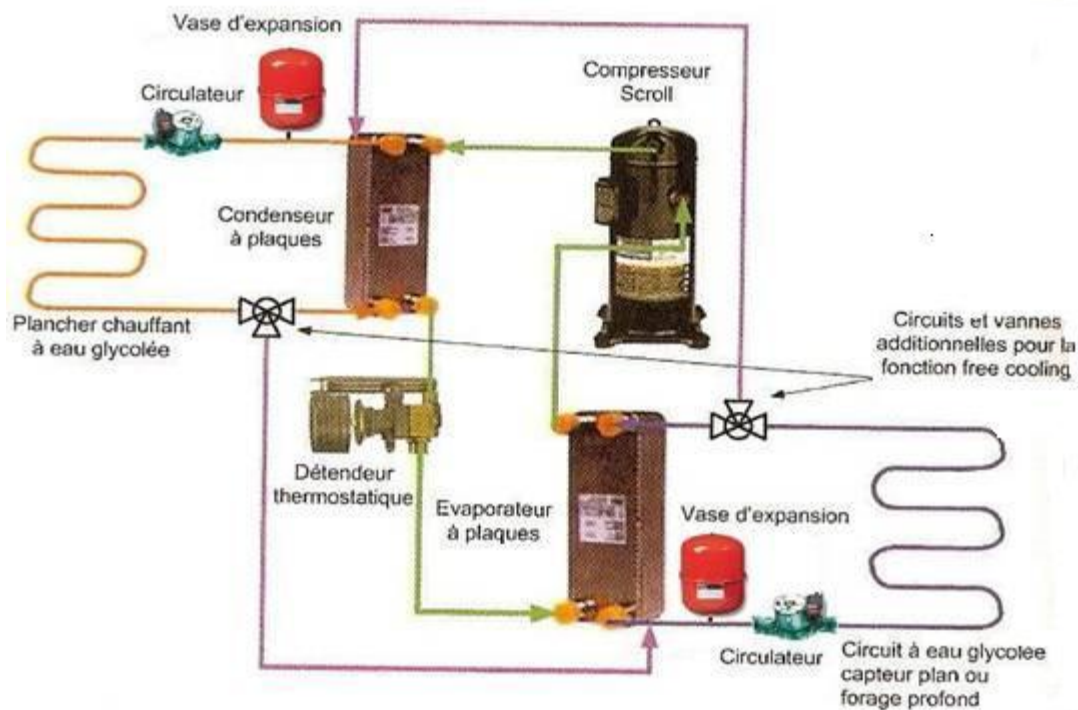 Vase d'expansion
Circulateur
Compresseur
Scroll
Condenseur
à plaques
Plancher chauffant
à eau glycolée
Circuits et vannes
additionnelles pour la
fonction free cooling
Détendeur
thermostatique
Evaporateur
à plaques
Vase d'expansion
Circulateur
Circuit à eau glycolée
capteur plan ou
forage profond